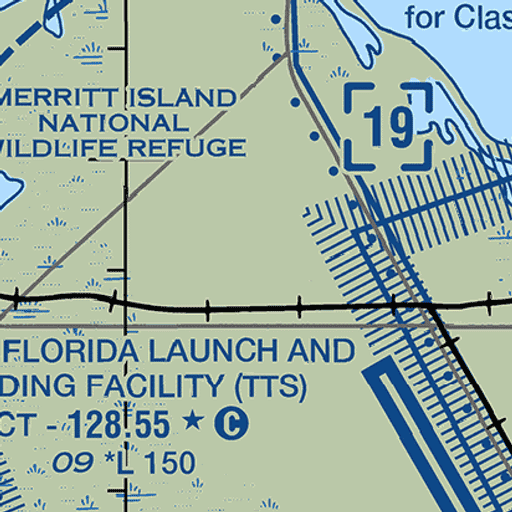 for Clas
MERRITT ISLAND
NATIONAL
WILDLIFE REFUGE
19
FLORIDA LAUNCH AND
DING FACILITY (TTS)
CT - 128.55 * C
09 *L 150